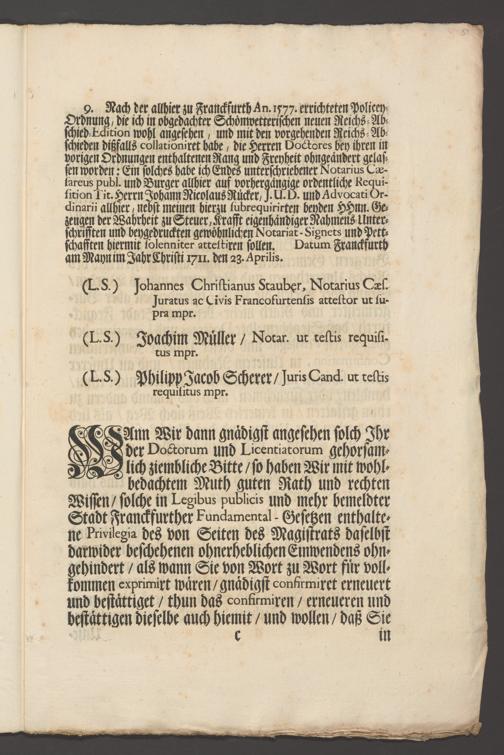 9. Nach der allhier zu Franckfurth An. 1577. errichteten Policey-
Ordnung, die ich in obgedachter Schönwetterischen neuen Reichs-Ab-
schied-Edition wohl angesehen, und mit den vorgehenden Reichs-Ab-
schieden dißfalls collationiret habe, die Herren Doctores bey ihren in
vorigen Ordnungen enthaltenen Rang und Freyheit ohngeändert gelas-
sen worden: Ein solches habe ich Endes unterschriebener Notarius Cæ-
sareus publ. und Burger allhier auf vorhergängige ordentliche Requi-
sition Tit. Herrn Johann Nicolaus Rücker, J. U. D. und Advocati Or-
dinarii allhier, nebst meinen hierzu subrequirirten beyden HHrn. Ge-
zeugen der Wahrheit zu Steuer, Krafft eigenhändiger Nahmens Unter-
schrifften und beygedruckten gewöhnlichen Notariat-Signets und Pett-
schafften hiermit solenniter attestiren sollen. Datum Franckfurth
am Mayn im Jahr Christi 1711. den 23. Aprilis.
(L.S.) Johannes Christianus Stauber, Notarius Cæs.
Juratus ac Civis Francofurtensis attestor ut su-
pra mpr.
(L.S.) Joachim Müller / Notar. ut testis requisi-
tus mpr.
(L.S.) Philipp Jacob Scherer / Juris Cand. ut testis
requisitus mpr.
WAnn Wir dann gnädigst angesehen solch Ihr
der Doctorum und Licentiatorum gehorsam-
lich ziembliche Bitte / so haben Wir mit wohl-
bedachtem Muth guten Rath und rechten
Wissen / solche in Legibus publicis und mehr bemeldter
Stadt Franckfurther Fundamental-Gesetzen enthalte-
ne Privilegia des von Seiten des Magistrats daselbst
darwider beschehenen ohnerheblichen Einwendens ohn-
gehindert / als wann Sie von Wort zu Wort für voll-
kommen exprimirt wären / gnädigst confirmiret erneuert
und bestättiget / thun das confirmiren / erneueren und
bestättigen dieselbe auch hiemit / und wollen / daß Sie
c in